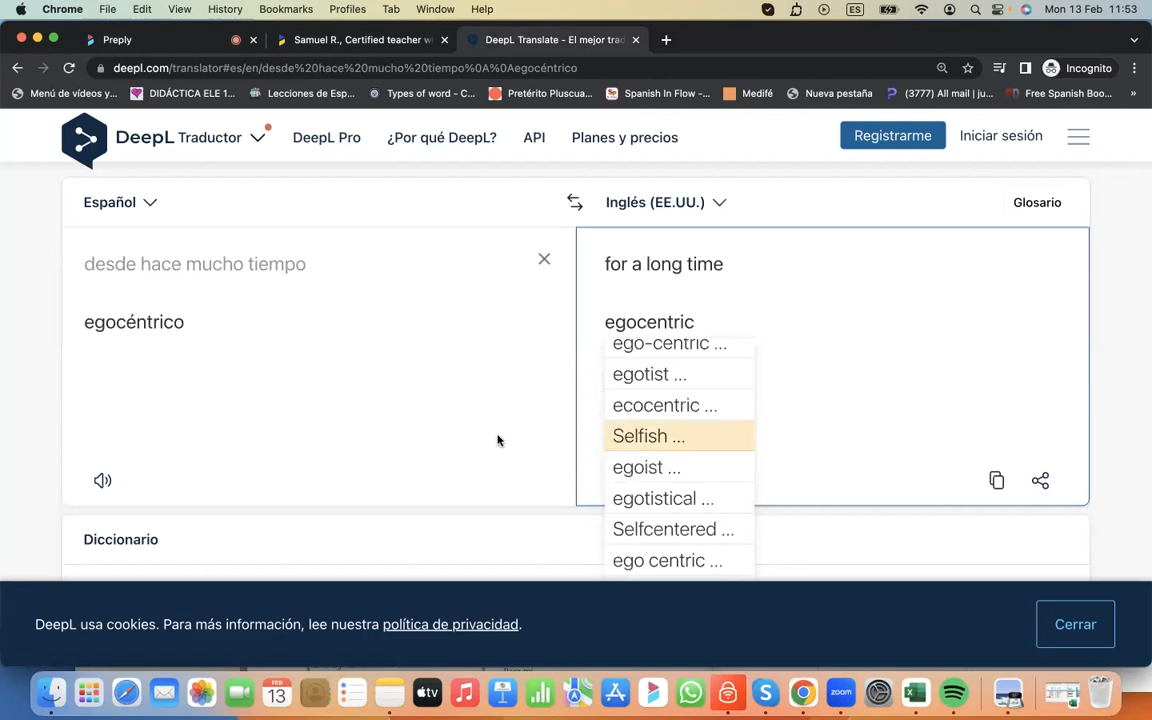 Chrome File Edit View History Bookmarks Profiles Tab Window Help ES Mon 13 Feb 11:53
Preply Samuel R., Certified teacher w DeepL Translate - El mejor trad
deepl.com/translator#es/en/desde%20hace%20mucho%20tiempo%0A%0Aegocéntrico Incognito
Menú de vídeos y... DIDÁCTICA ELE 1... Lecciones de Esp... Types of word - C... Pretérito Pluscua... Spanish In Flow -... Medifé Nueva pestaña (3777) All mail | ju... Free Spanish Boo... »
DeepL Traductor DeepL Pro ¿Por qué DeepL? API Planes y precios Registrarme Iniciar sesión
Español Inglés (EE.UU.) Glosario
desde hace mucho tiempo for a long time
egocéntrico egocentric
ego-centric ...
egotist ...
ecocentric ...
Selfish ...
egoist ...
egotistical ...
Diccionario Selfcentered ...
ego centric ...
DeepL usa cookies. Para más información, lee nuestra política de privacidad. Cerrar
FEB
13 tv zoom